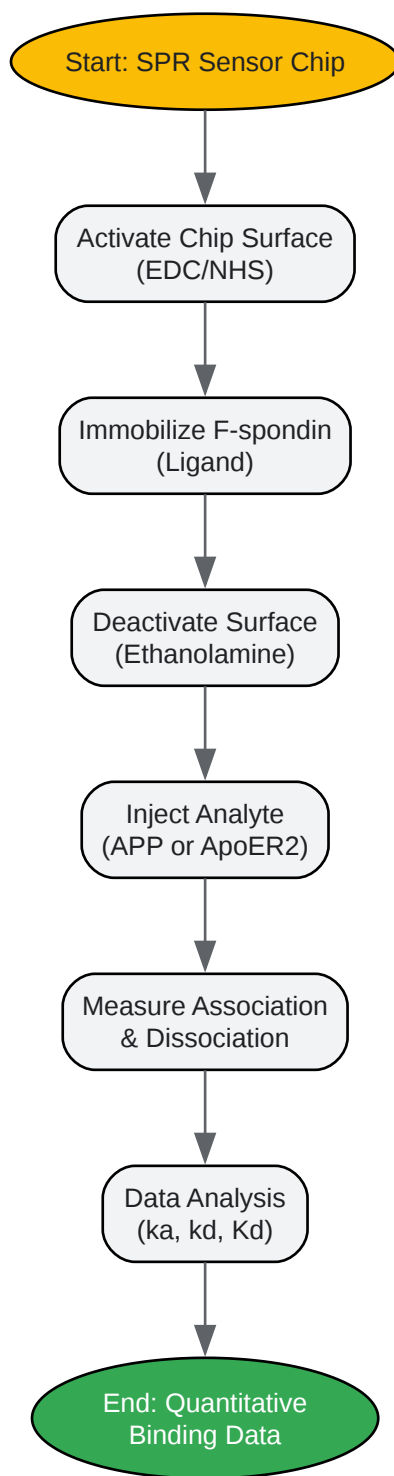 Start: SPR Sensor Chip
Activate Chip Surface
(EDC/NHS)
Immobilize F-spondin
(Ligand)
Deactivate Surface
(Ethanolamine)
Inject Analyte
(APP or ApoER2)
Measure Association
& Dissociation
Data Analysis
(ka, kd, Kd)
End: Quantitative
Binding Data